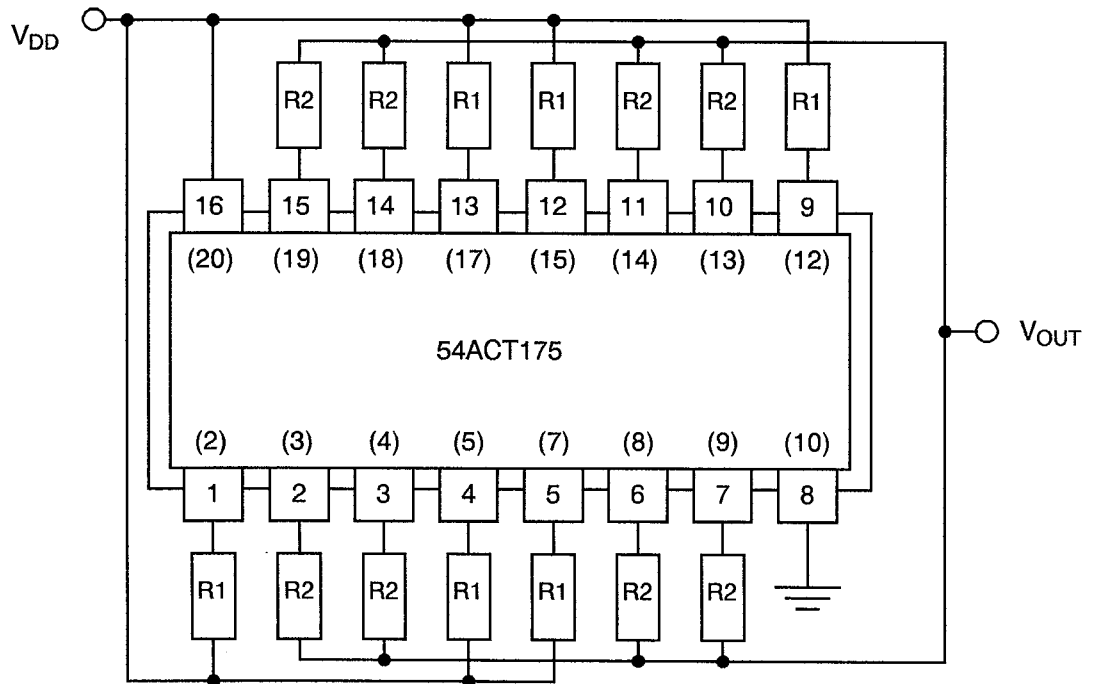 V_DD
R2 R2 R1 R1 R2 R2 R1
16 15 14 13 12 11 10 9
(20) (19) (18) (17) (15) (14) (13) (12)
V_OUT
54ACT175
(2) (3) (4) (5) (7) (8) (9) (10)
1 2 3 4 5 6 7 8
R1 R2 R2 R1 R1 R2 R2